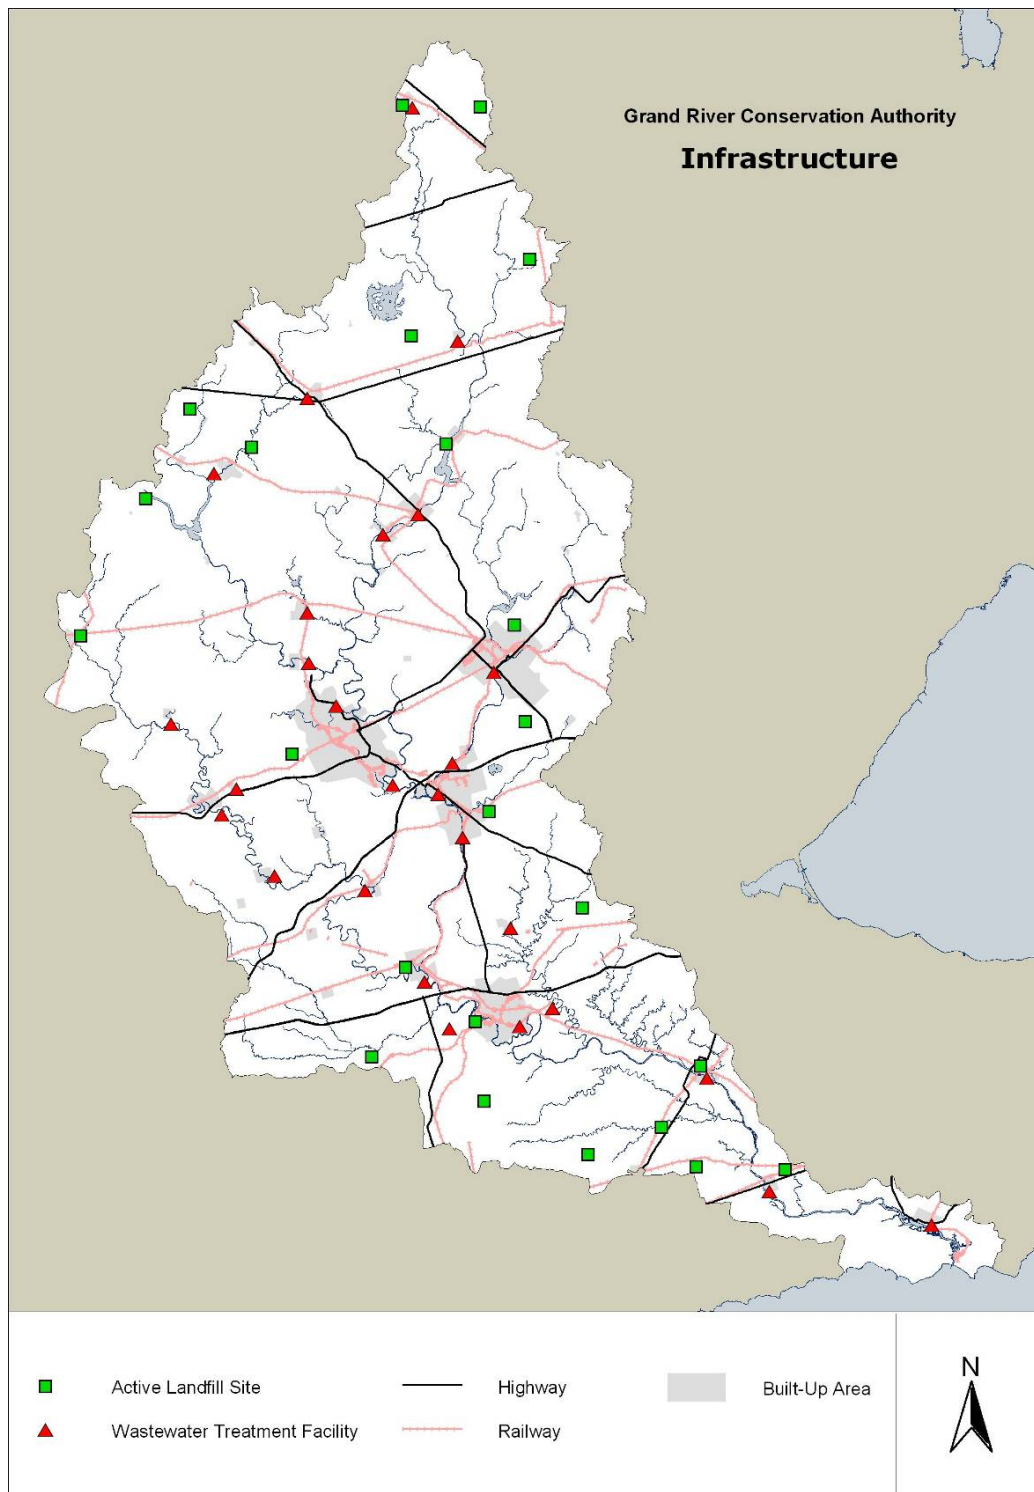 Grand River Conservation Authority
Infrastructure
Active Landfill Site
Highway
Built-Up Area
Wastewater Treatment Facility
Railway
N